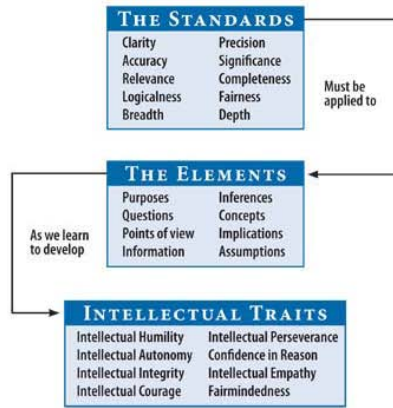 THE STANDARDS
Clarity Precision
Accuracy Significance
Relevance Completeness
Logicalness Fairness
Breadth Depth
Must be
applied to
THE ELEMENTS
Purposes Inferences
Questions Concepts
Points of view Implications
Information Assumptions
As we learn
to develop
INTELLECTUAL TRAITS
Intellectual Humility Intellectual Perseverance
Intellectual Autonomy Confidence in Reason
Intellectual Integrity Intellectual Empathy
Intellectual Courage Fairmindedness